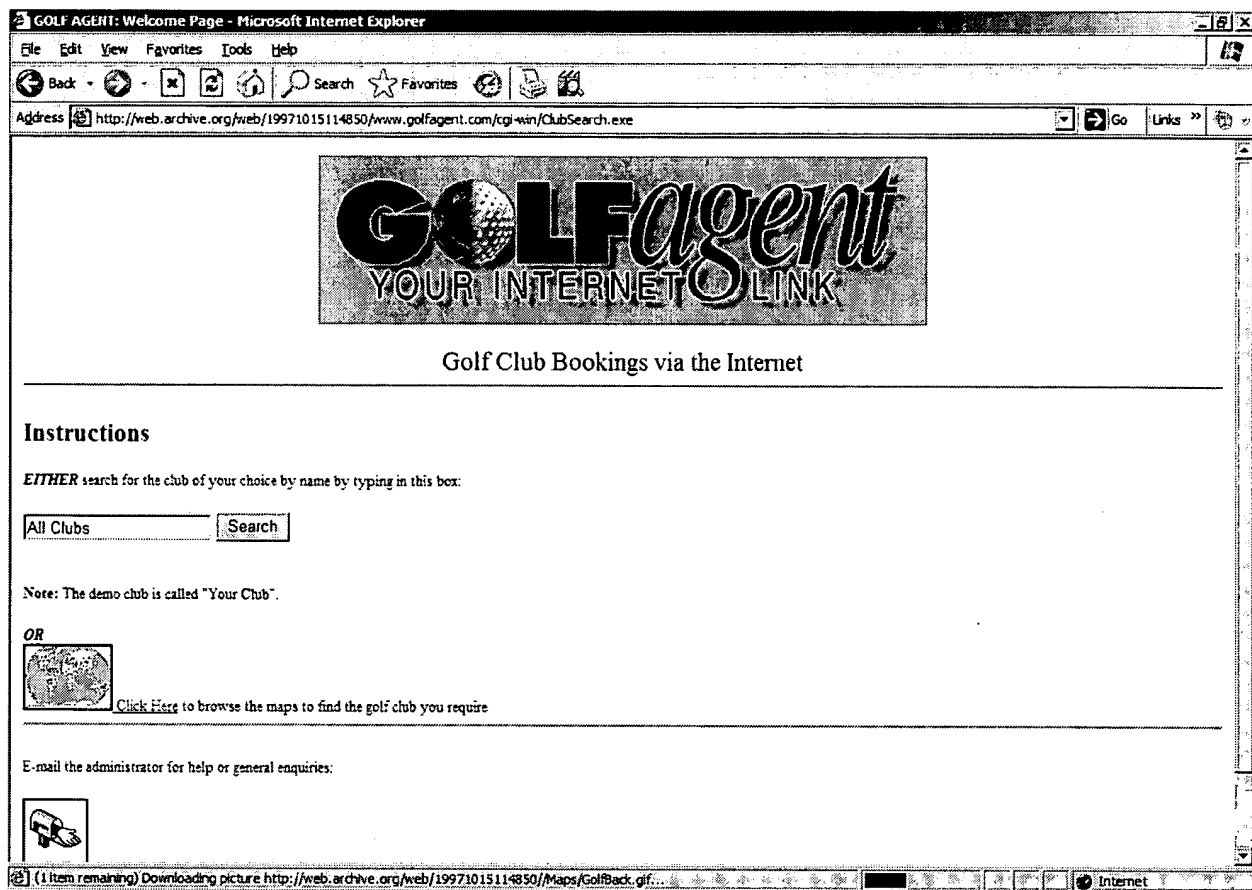 GOLF AGENT: Welcome Page - Microsoft Internet Explorer
File Edit View Favorites Tools Help
Back Search Favorites
Address http://web.archive.org/web/19971015114850/www.golfagent.com/cgi-win/ClubSearch.exe Go Links »
GOLFagent
YOUR INTERNET LINK
Golf Club Bookings via the Internet
Instructions
EITHER search for the club of your choice by name by typing in this box:
All Clubs Search
Note: The demo club is called "Your Club".
OR
Click Here to browse the maps to find the golf club you require
E-mail the administrator for help or general enquiries:
(1 item remaining) Downloading picture http://web.archive.org/web/19971015114850//Maps/GolfBack.gif... Internet